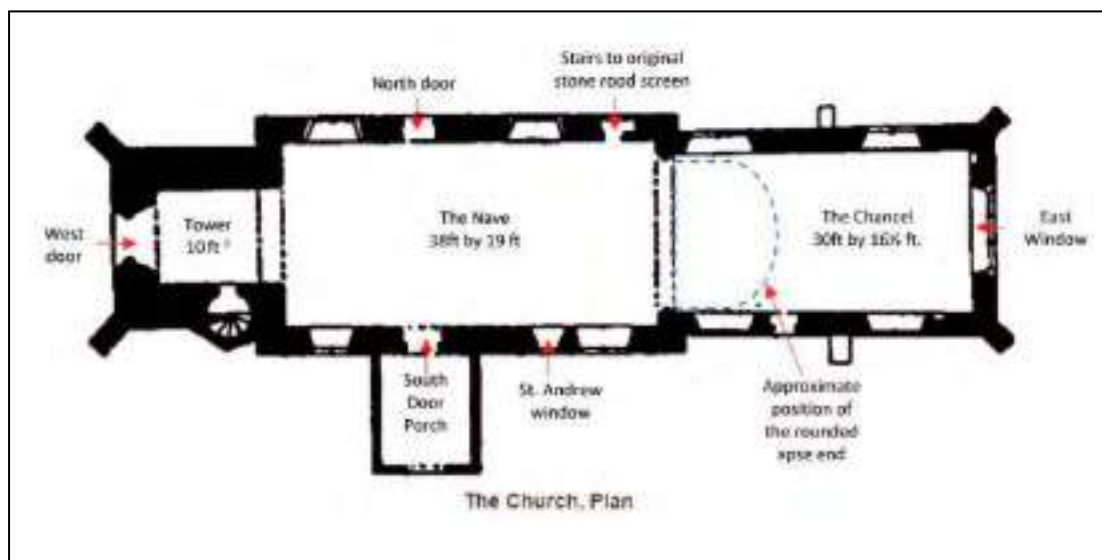 North door
Stairs to original
stone rood screen
West
door
Tower
10 ft ²
The Nave
38ft by 19 ft
The Chancel
30ft by 16½ ft.
East
Window
South
Door
Porch
St. Andrew
window
Approximate
position of
the rounded
apse end
The Church, Plan